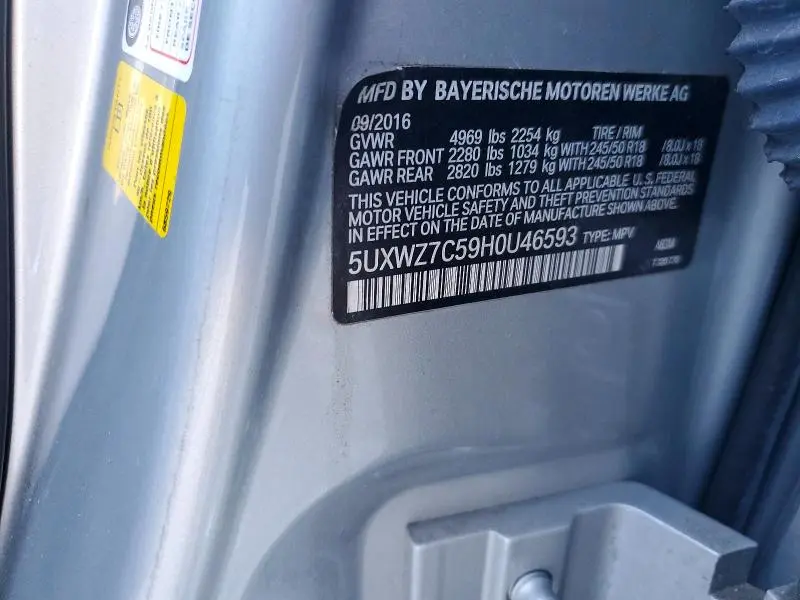 MFD BY BAYERISCHE MOTOREN WERKE AG
09/2016
GVWR 4969 lbs 2254 kg TIRE / RIM
GAWR FRONT 2280 lbs 1034 kg WITH 245/50 R18 /8.0J x 18
GAWR REAR 2820 lbs 1279 kg WITH 245/50 R18 /8.0J x 18
THIS VEHICLE CONFORMS TO ALL APPLICABLE U.S. FEDERAL
MOTOR VEHICLE SAFETY AND THEFT PREVENTION STANDARDS
IN EFFECT ON THE DATE OF MANUFACTURE SHOWN ABOVE.
5UXWZ7C59H0U46593 TYPE: MPV